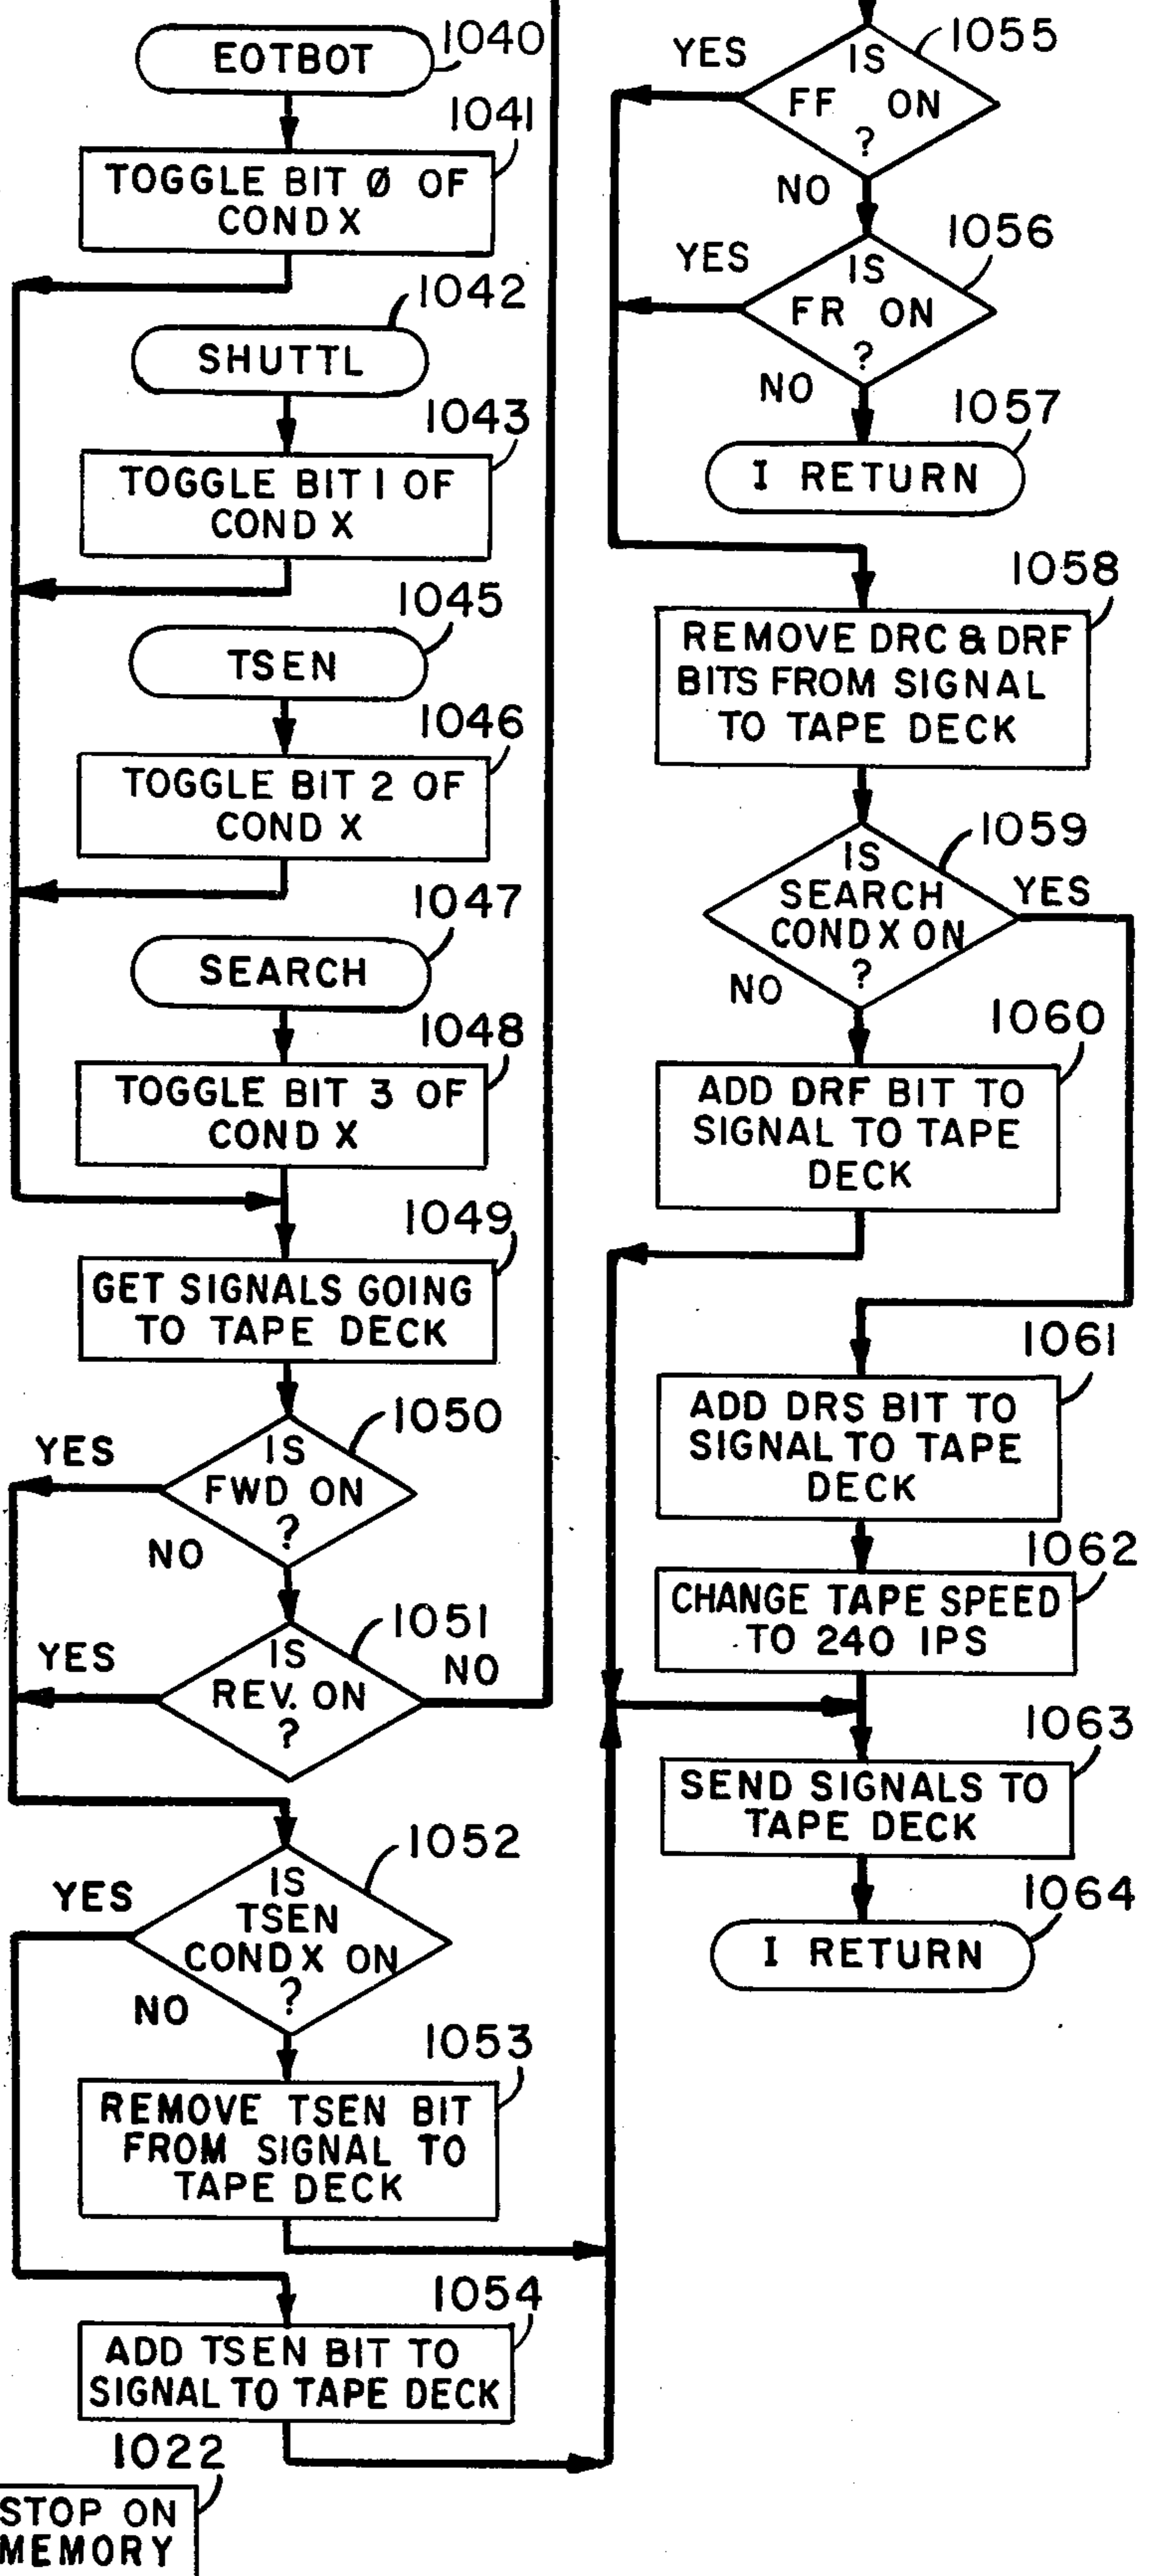 EOTBOT
1040
1041
TOGGLE BIT Ø OF
COND X
1042
SHUTTL
1043
TOGGLE BIT 1 OF
COND X
1045
TSEN
1046
TOGGLE BIT 2 OF
COND X
1047
SEARCH
1048
TOGGLE BIT 3 OF
COND X
1049
GET SIGNALS GOING
TO TAPE DECK
1050
YES
IS
FWD ON
?
NO
1051
YES
IS
REV. ON
?
NO
1052
YES
IS
TSEN
COND X ON
?
NO
1053
REMOVE TSEN BIT
FROM SIGNAL TO
TAPE DECK
1054
ADD TSEN BIT TO
SIGNAL TO TAPE DECK
1022
STOP ON
MEMORY
1055
YES
IS
FF ON
?
NO
1056
YES
IS
FR ON
?
NO
1057
I RETURN
1058
REMOVE DRC & DRF
BITS FROM SIGNAL
TO TAPE DECK
1059
IS
SEARCH
COND X ON
?
YES
NO
1060
ADD DRF BIT TO
SIGNAL TO TAPE
DECK
1061
ADD DRS BIT TO
SIGNAL TO TAPE
DECK
1062
CHANGE TAPE SPEED
TO 240 IPS
1063
SEND SIGNALS TO
TAPE DECK
1064
I RETURN